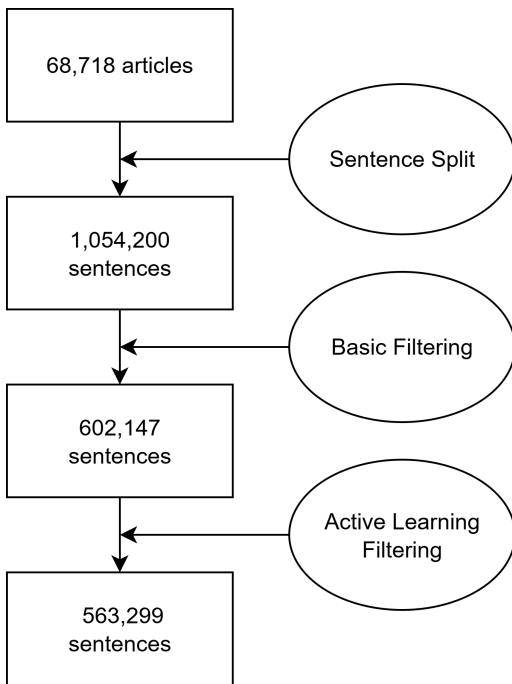 68,718 articles
Sentence Split
1,054,200
sentences
Basic Filtering
602,147
sentences
Active Learning
Filtering
563,299
sentences